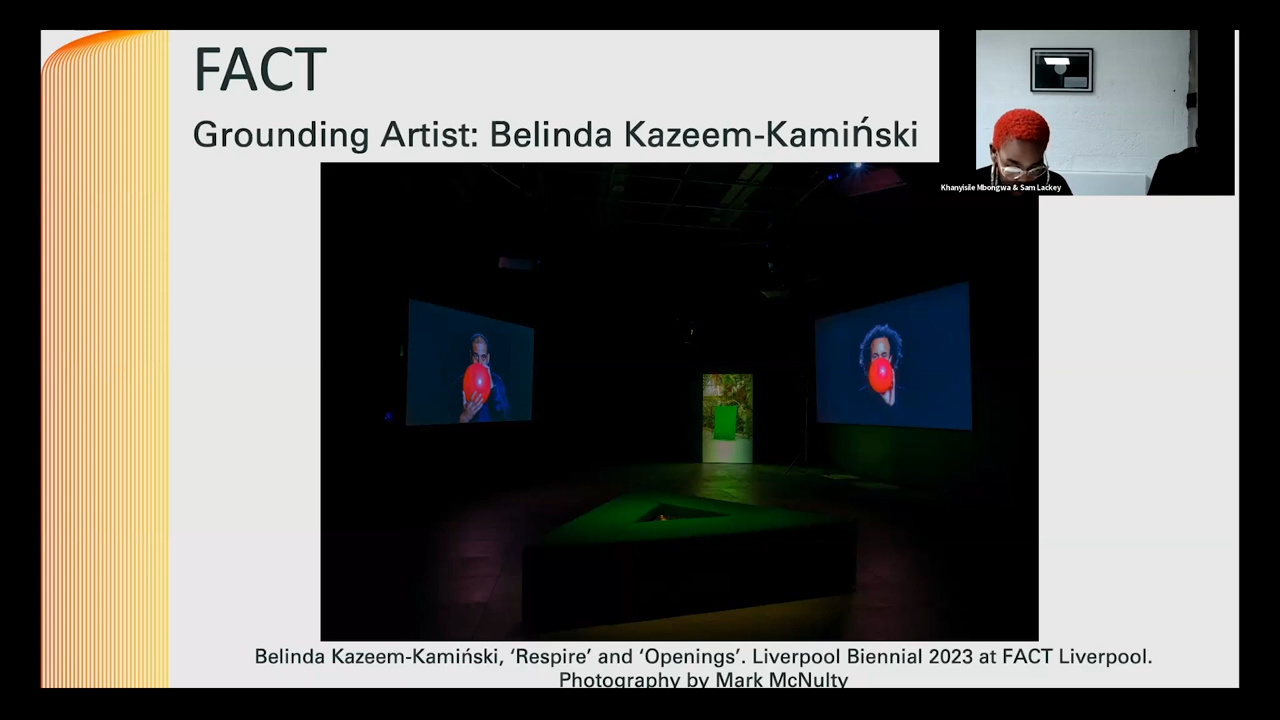 FACT
Grounding Artist: Belinda Kazeem-Kamiński
Khanyisile Mbongwa & Sam Lackey
Belinda Kazeem-Kamiński, ‘Respire’ and ‘Openings’. Liverpool Biennial 2023 at FACT Liverpool.
Photography by Mark McNulty